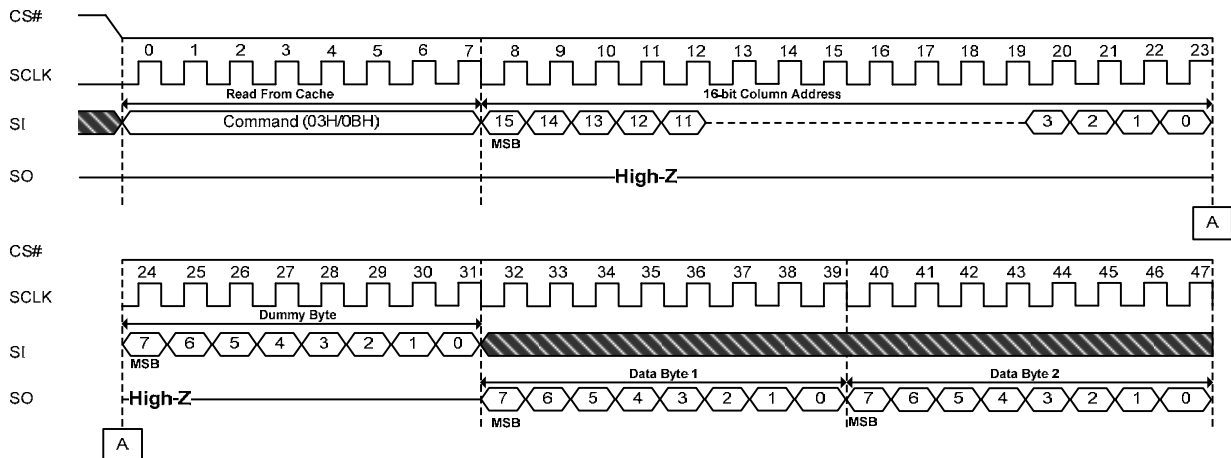 CS#
0 1 2 3 4 5 6 7 8 9 10 11 12 13 14 15 16 17 18 19 20 21 22 23
SCLK
Read From Cache 16-bit Column Address
SI Command (03H/0BH) 15 14 13 12 11 3 2 1 0
MSB
SO High-Z
A
CS#
24 25 26 27 28 29 30 31 32 33 34 35 36 37 38 39 40 41 42 43 44 45 46 47
SCLK
Dummy Byte
SI 7 6 5 4 3 2 1 0
MSB
Data Byte 1 Data Byte 2
SO High-Z 7 6 5 4 3 2 1 0 7 6 5 4 3 2 1 0
MSB MSB
A